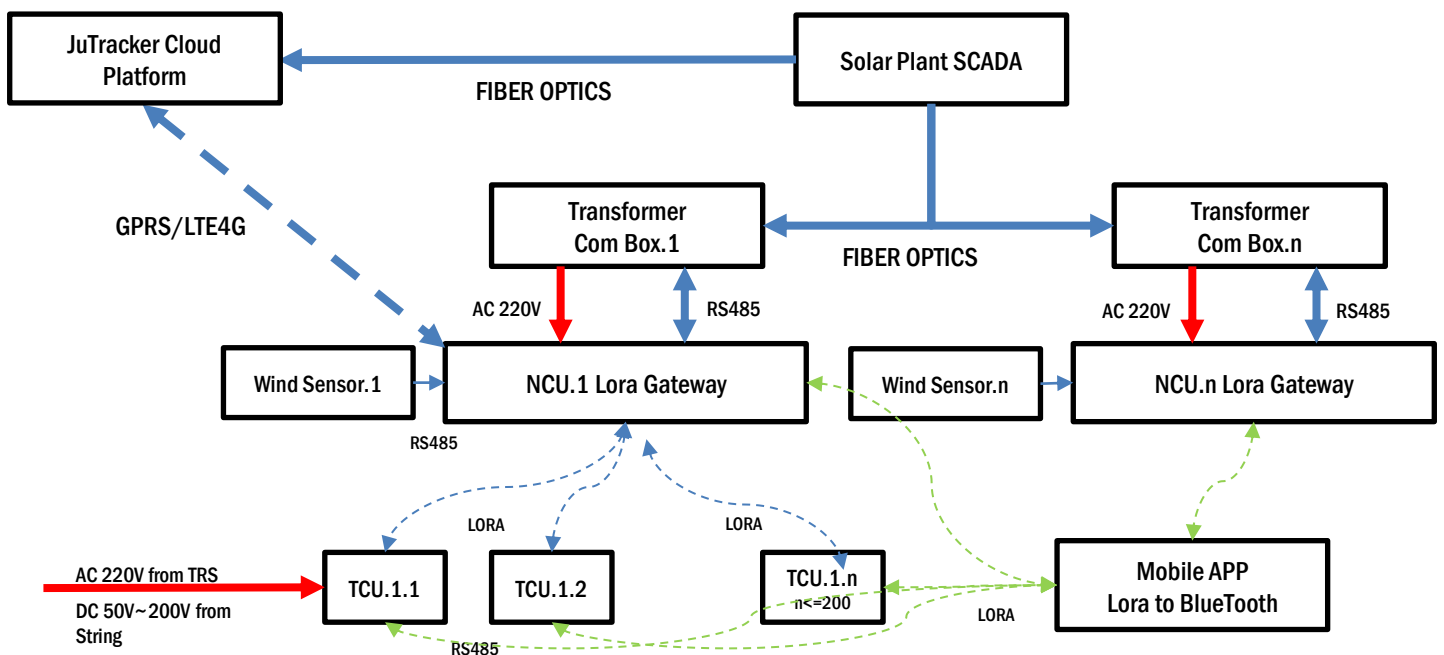 JuTracker Cloud
Platform
Solar Plant SCADA
FIBER OPTICS
GPRS/LTE4G
Transformer
Com Box.1
Transformer
Com Box.n
FIBER OPTICS
AC 220V
RS485
AC 220V
RS485
Wind Sensor.1
NCU.1 Lora Gateway
Wind Sensor.n
NCU.n Lora Gateway
RS485
LORA
LORA
AC 220V from TRS
DC 50V~200V from
String
TCU.1.1
TCU.1.2
TCU.1.n
n<=200
LORA
Mobile APP
Lora to BlueTooth
RS485